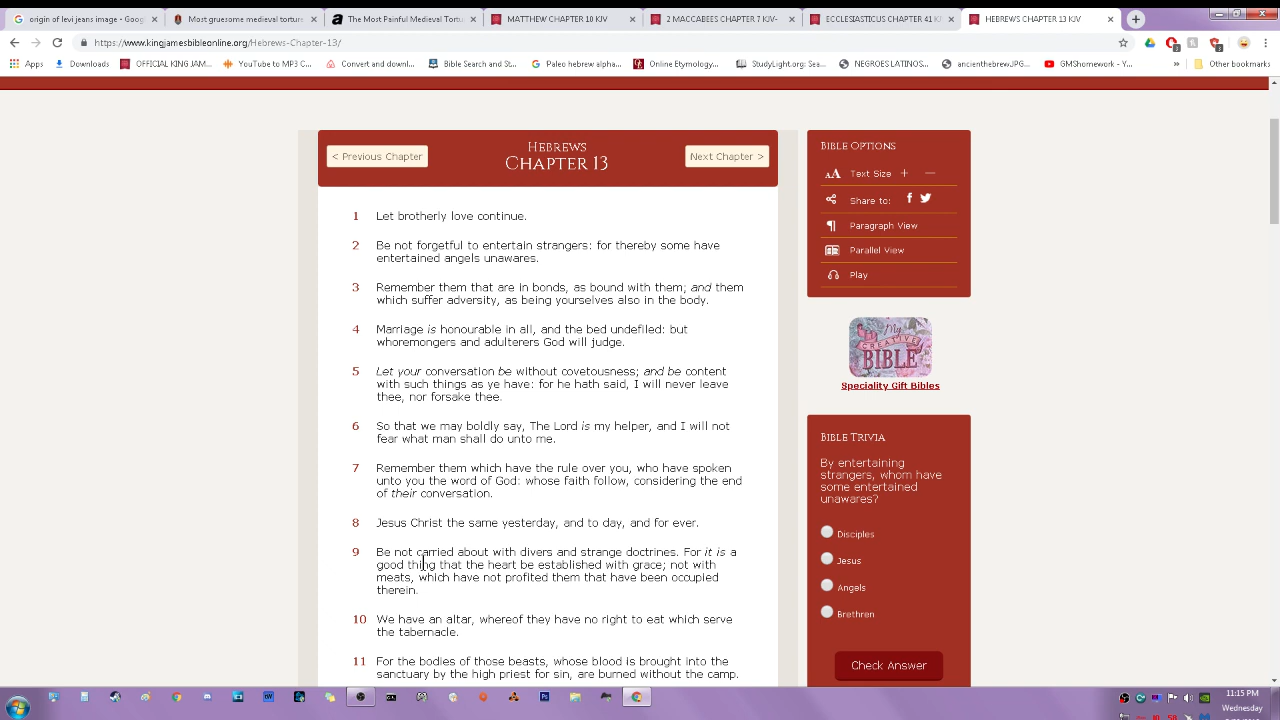 origin of levi jeans image - Goog
Most gruesome medieval tortur
The Most Painful Medieval Tortur
MATTHEW CHAPTER 10 KJV
2 MACCABEES CHAPTER 7 KJV-
ECCLESIASTICUS CHAPTER 41 KJ
HEBREWS CHAPTER 13 KJV
https://www.kingjamesbibleonline.org/Hebrews-Chapter-13/
Apps
Downloads
OFFICIAL KING JAM...
YouTube to MP3 C...
Convert and downl...
Bible Search and S...
Paleo hebrew alpha...
Online Etymology...
StudyLight.org: Sea...
NEGROES LATINOS...
ancienthebrewJPG...
GMShomework - Y...
»
Other bookmarks
< Previous Chapter
Hebrews
Chapter 13
Next Chapter >
1 Let brotherly love continue.
2 Be not forgetful to entertain strangers: for thereby some have
entertained angels unawares.
3 Remember them that are in bonds, as bound with them; and them
which suffer adversity, as being yourselves also in the body.
4 Marriage is honourable in all, and the bed undefiled: but
whoremongers and adulterers God will judge.
5 Let your conversation be without covetousness; and be content
with such things as ye have: for he hath said, I will never leave
thee, nor forsake thee.
6 So that we may boldly say, The Lord is my helper, and I will not
fear what man shall do unto me.
7 Remember them which have the rule over you, who have spoken
unto you the word of God: whose faith follow, considering the end
of their conversation.
8 Jesus Christ the same yesterday, and to day, and for ever.
9 Be not carried about with divers and strange doctrines. For it is a
good thing that the heart be established with grace; not with
meats, which have not profited them that have been occupied
therein.
10 We have an altar, whereof they have no right to eat which serve
the tabernacle.
11 For the bodies of those beasts, whose blood is brought into the
sanctuary by the high priest for sin, are burned without the camp.
Bible Options
AA Text Size + —
Share to:
Paragraph View
Parallel View
Play
My
CREATIVE
BIBLE
Speciality Gift Bibles
Bible Trivia
By entertaining
strangers, whom have
some entertained
unawares?
Disciples
Jesus
Angels
Brethren
Check Answer
11:15 PM
Wednesday